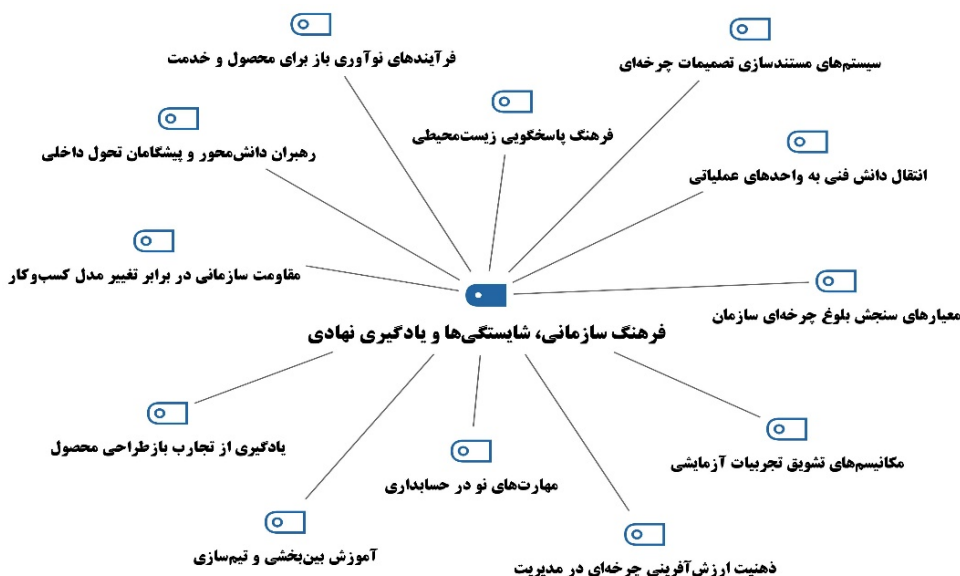 فرآیندهای نوآوری باز برای محصول و خدمت
سیستم‌های مستندسازی تصمیمات چرخه‌ای
فرهنگ پاسخگویی زیست‌محیطی
رهبران دانش‌محور و پیشگامان تحول داخلی
انتقال دانش فنی به واحدهای عملیاتی
مقاومت سازمانی در برابر تغییر مدل کسب‌وکار
معیارهای سنجش بلوغ چرخه‌ای سازمان
فرهنگ سازمانی، شایستگی‌ها و یادگیری نهادی
یادگیری از تجارب بازطراحی محصول
مکانیسم‌های تشویق تجربیات آزمایشی
مهارت‌های نو در حسابداری
آموزش بین‌بخشی و تیم‌سازی
ذهنیت ارزش‌آفرینی چرخه‌ای در مدیریت